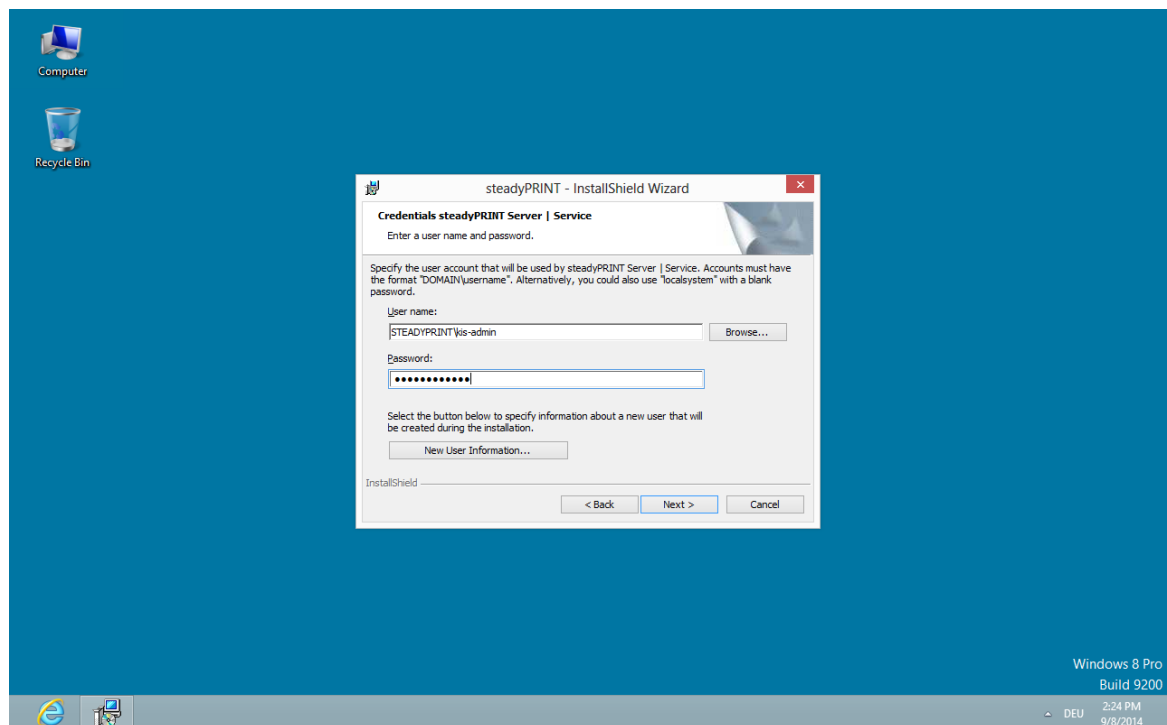 Computer
Recycle Bin
steadyPRINT - InstallShield Wizard
Credentials steadyPRINT Server | Service
Enter a user name and password.
Specify the user account that will be used by steadyPRINT Server | Service. Accounts must have
the format "DOMAIN\username". Alternatively, you could also use "localsystem" with a blank
password.
User name:
STEADYPRINT\kis-admin
Browse...
Password:
●●●●●●●●●●●●
Select the button below to specify information about a new user that will
be created during the installation.
New User Information...
InstallShield
< Back Next > Cancel
Windows 8 Pro
Build 9200
DEU
2:24 PM
9/8/2014